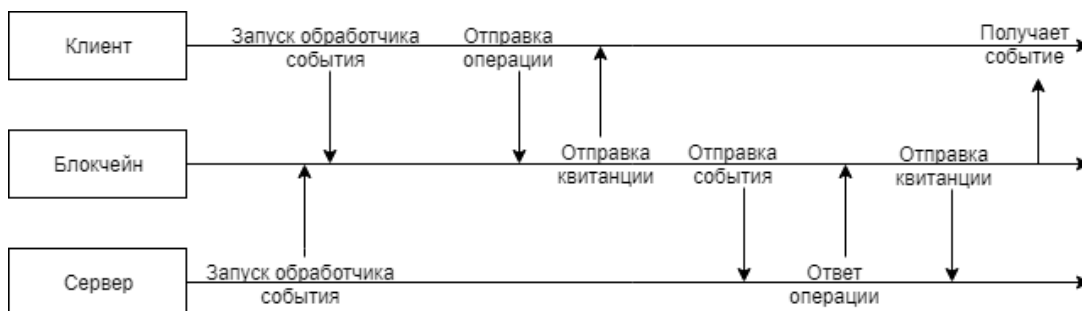 Клиент
Запуск обработчика
события
Отправка
операции
Получает
событие
Блокчейн
Отправка
квитанции
Отправка
события
Отправка
квитанции
Сервер
Запуск обработчика
события
Ответ
операции